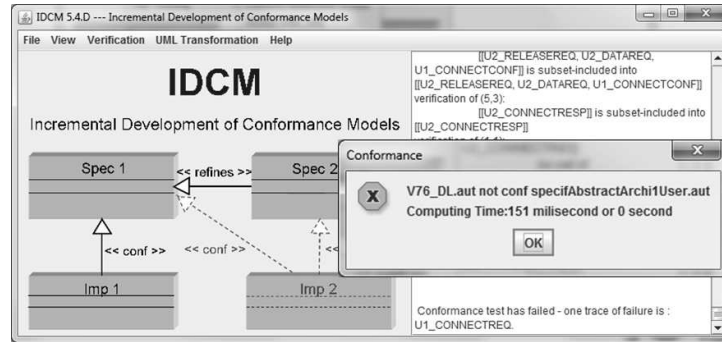 IDCM 5.4.D --- Incremental Development of Conformance Models
File View Verification UML Transformation Help
IDCM
Incremental Development of Conformance Models
Spec 1
<< refines >>
Spec 2
<< conf >>
<< conf >>
<<
Imp 1
Imp 2
[[U2_RELEASEREQ, U2_DATAREQ,
U1_CONNECTCONF]] is subset-included into
[[U2_RELEASEREQ, U2_DATAREQ, U1_CONNECTCONF]]
verification of (5,3):
[[U2_CONNECTRESP]] is subset-included into
[[U2_CONNECTRESP]]
Conformance
X
V76_DL.aut not conf specifAbstractArchi1User.aut
Computing Time:151 milisecond or 0 second
OK
Conformance test has failed - one trace of failure is :
U1_CONNECTREQ.